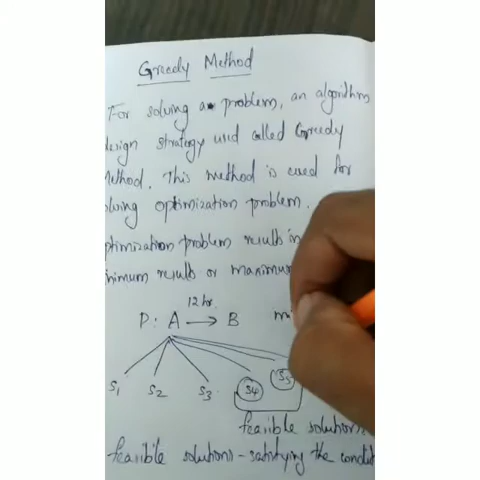 Greedy Method
For solving a problem, an algorithm
design strategy used called Greedy
Method. This method is used for
solving optimization problem.
optimization problem results in
minimum results or maximum
12 hr
P: A → B m
S1 S2 S3 S4 S5
feasible solutions
feasible solutions - satisfying the condit